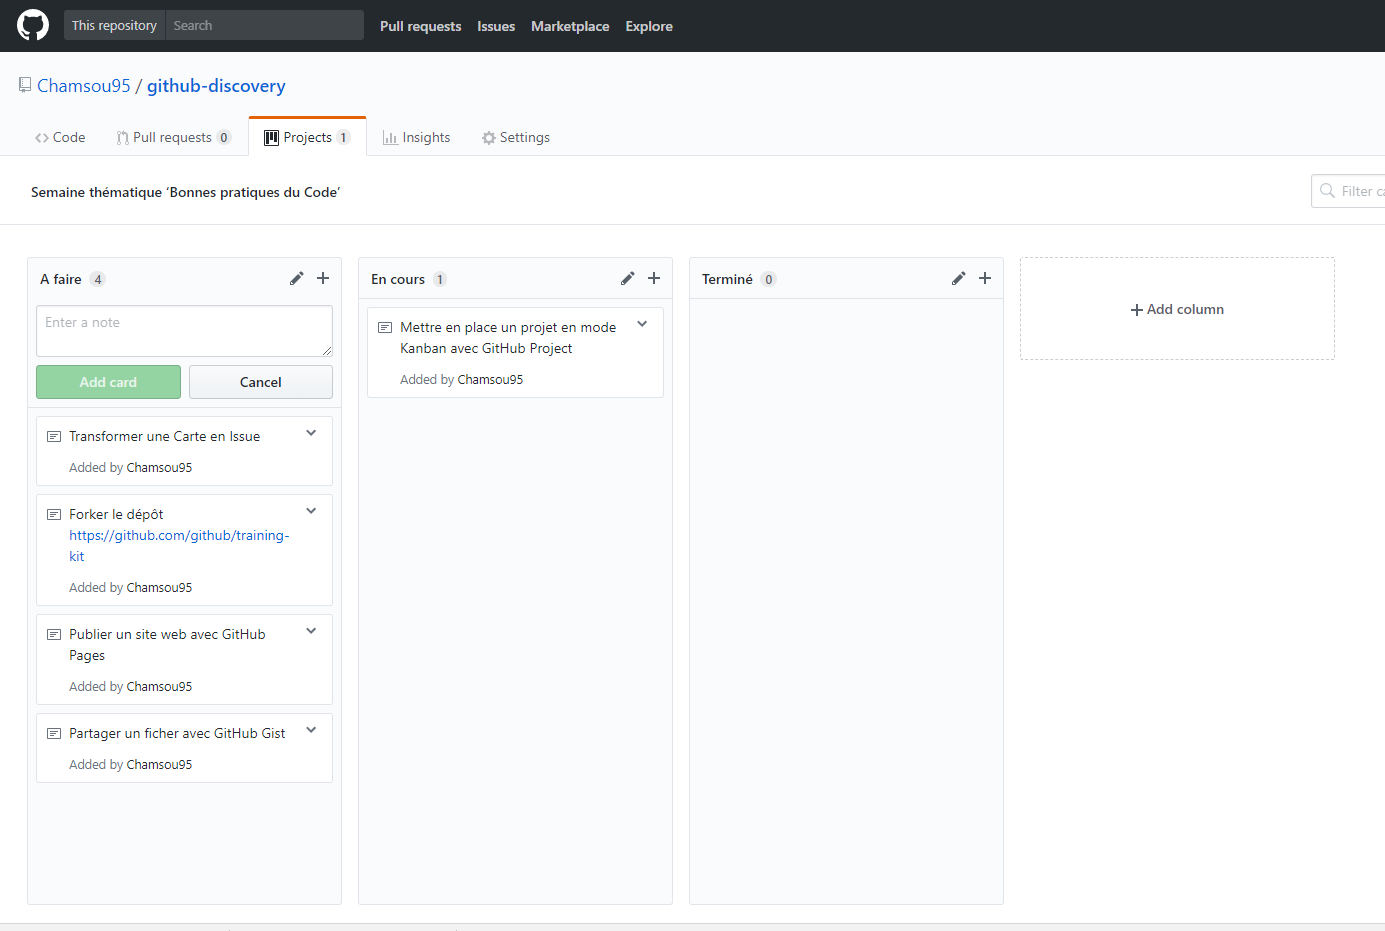 This repository Search Pull requests Issues Marketplace Explore
Chamsou95 / github-discovery
Code Pull requests 0 Projects 1 Insights Settings
Semaine thématique ‘Bonnes pratiques du Code’
Filter ca
A faire 4
Enter a note
Add card Cancel
Transformer une Carte en Issue
Added by Chamsou95
Forker le dépôt
https://github.com/github/training-
kit
Added by Chamsou95
Publier un site web avec GitHub
Pages
Added by Chamsou95
Partager un ficher avec GitHub Gist
Added by Chamsou95
En cours 1
Mettre en place un projet en mode
Kanban avec GitHub Project
Added by Chamsou95
Terminé 0
Add column